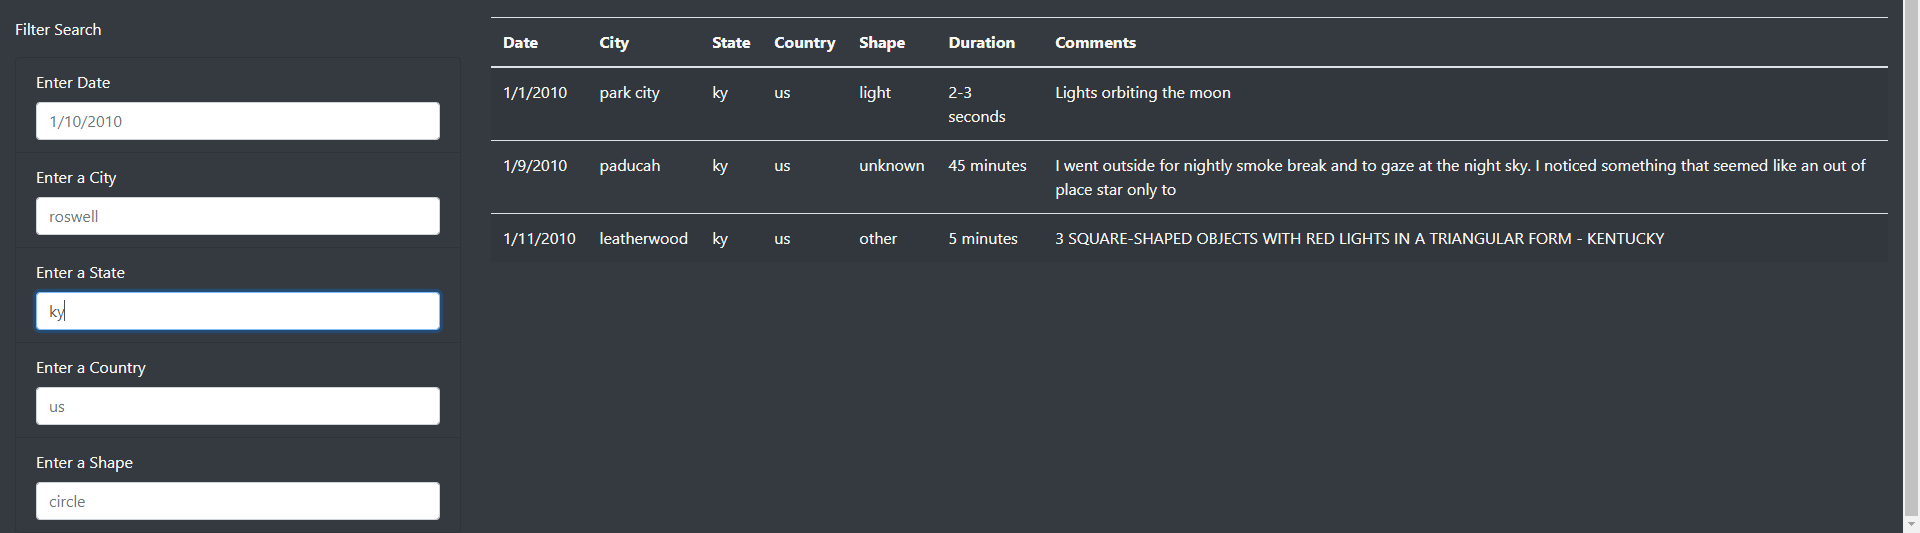 Filter Search
Enter Date
1/10/2010
Enter a City
roswell
Enter a State
ky
Enter a Country
us
Enter a Shape
circle
Date City State Country Shape Duration Comments
1/1/2010 park city ky us light 2-3 seconds Lights orbiting the moon
1/9/2010 paducah ky us unknown 45 minutes I went outside for nightly smoke break and to gaze at the night sky. I noticed something that seemed like an out of
place star only to
1/11/2010 leatherwood ky us other 5 minutes 3 SQUARE-SHAPED OBJECTS WITH RED LIGHTS IN A TRIANGULAR FORM - KENTUCKY